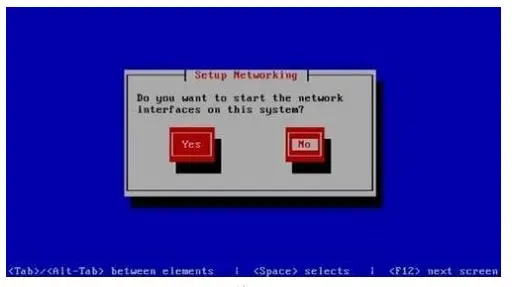 Setup Networking
Do you want to start the network
interfaces on this system?
Yes
No
<Tab>/<Alt-Tab> between elements | <Space> selects | <F12> next screen